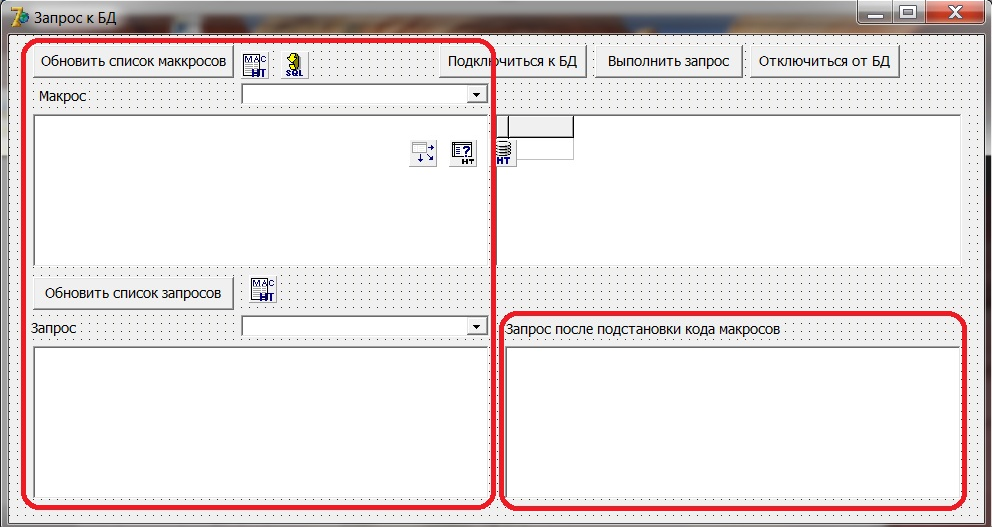 Запрос к БД
Обновить список маккросов
MAC
HT
SQL
Подключиться к БД
Выполнить запрос
Отключиться от БД
Макрос
?
HT
HT
Обновить список запросов
MAC
HT
Запрос
Запрос после подстановки кода макросов